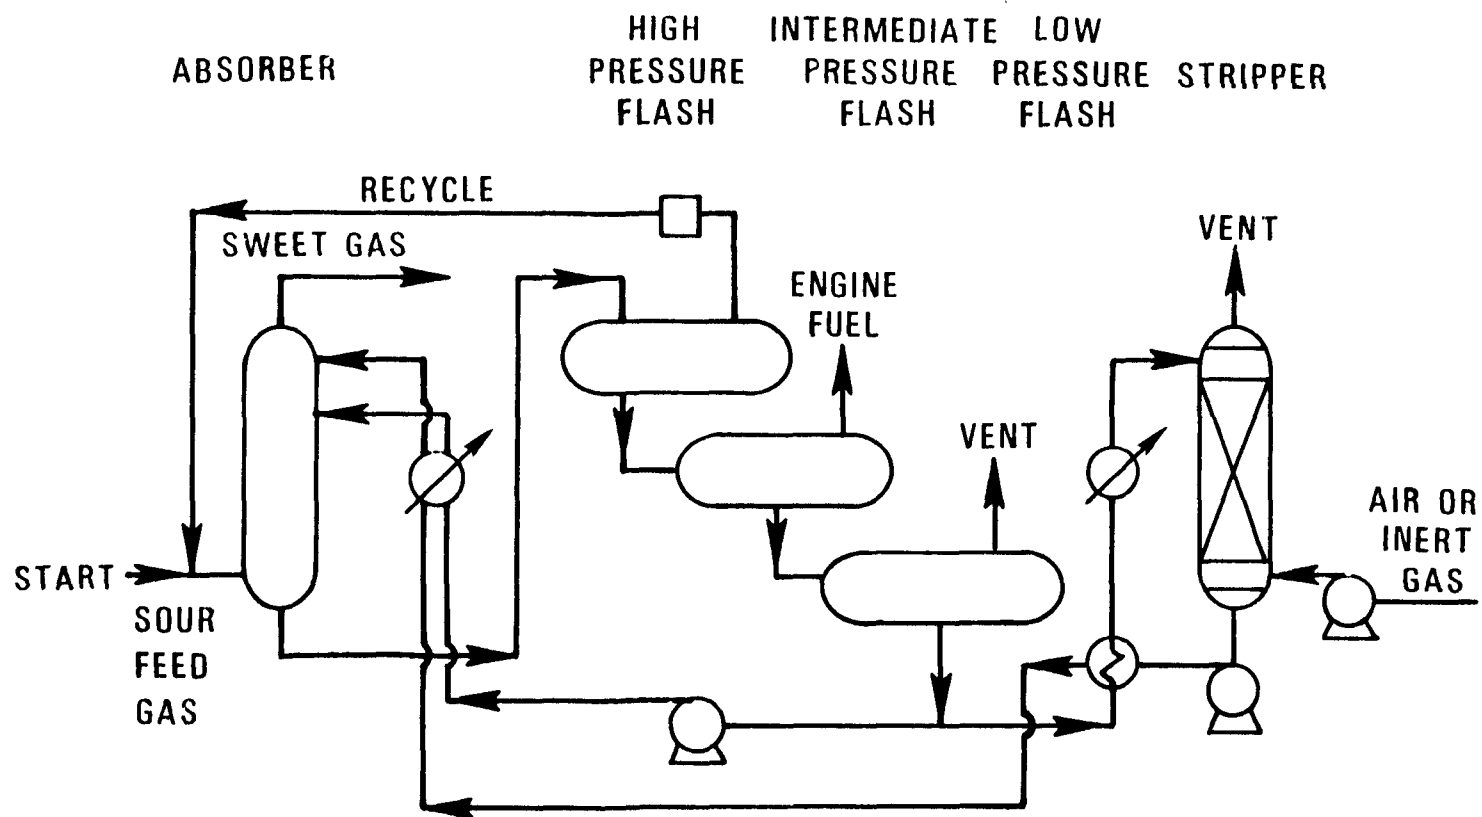 ABSORBER
HIGH
PRESSURE
FLASH
INTERMEDIATE
PRESSURE
FLASH
LOW
PRESSURE
FLASH
STRIPPER
RECYCLE
SWEET GAS
ENGINE
FUEL
VENT
VENT
START
SOUR
FEED
GAS
AIR OR
INERT
GAS